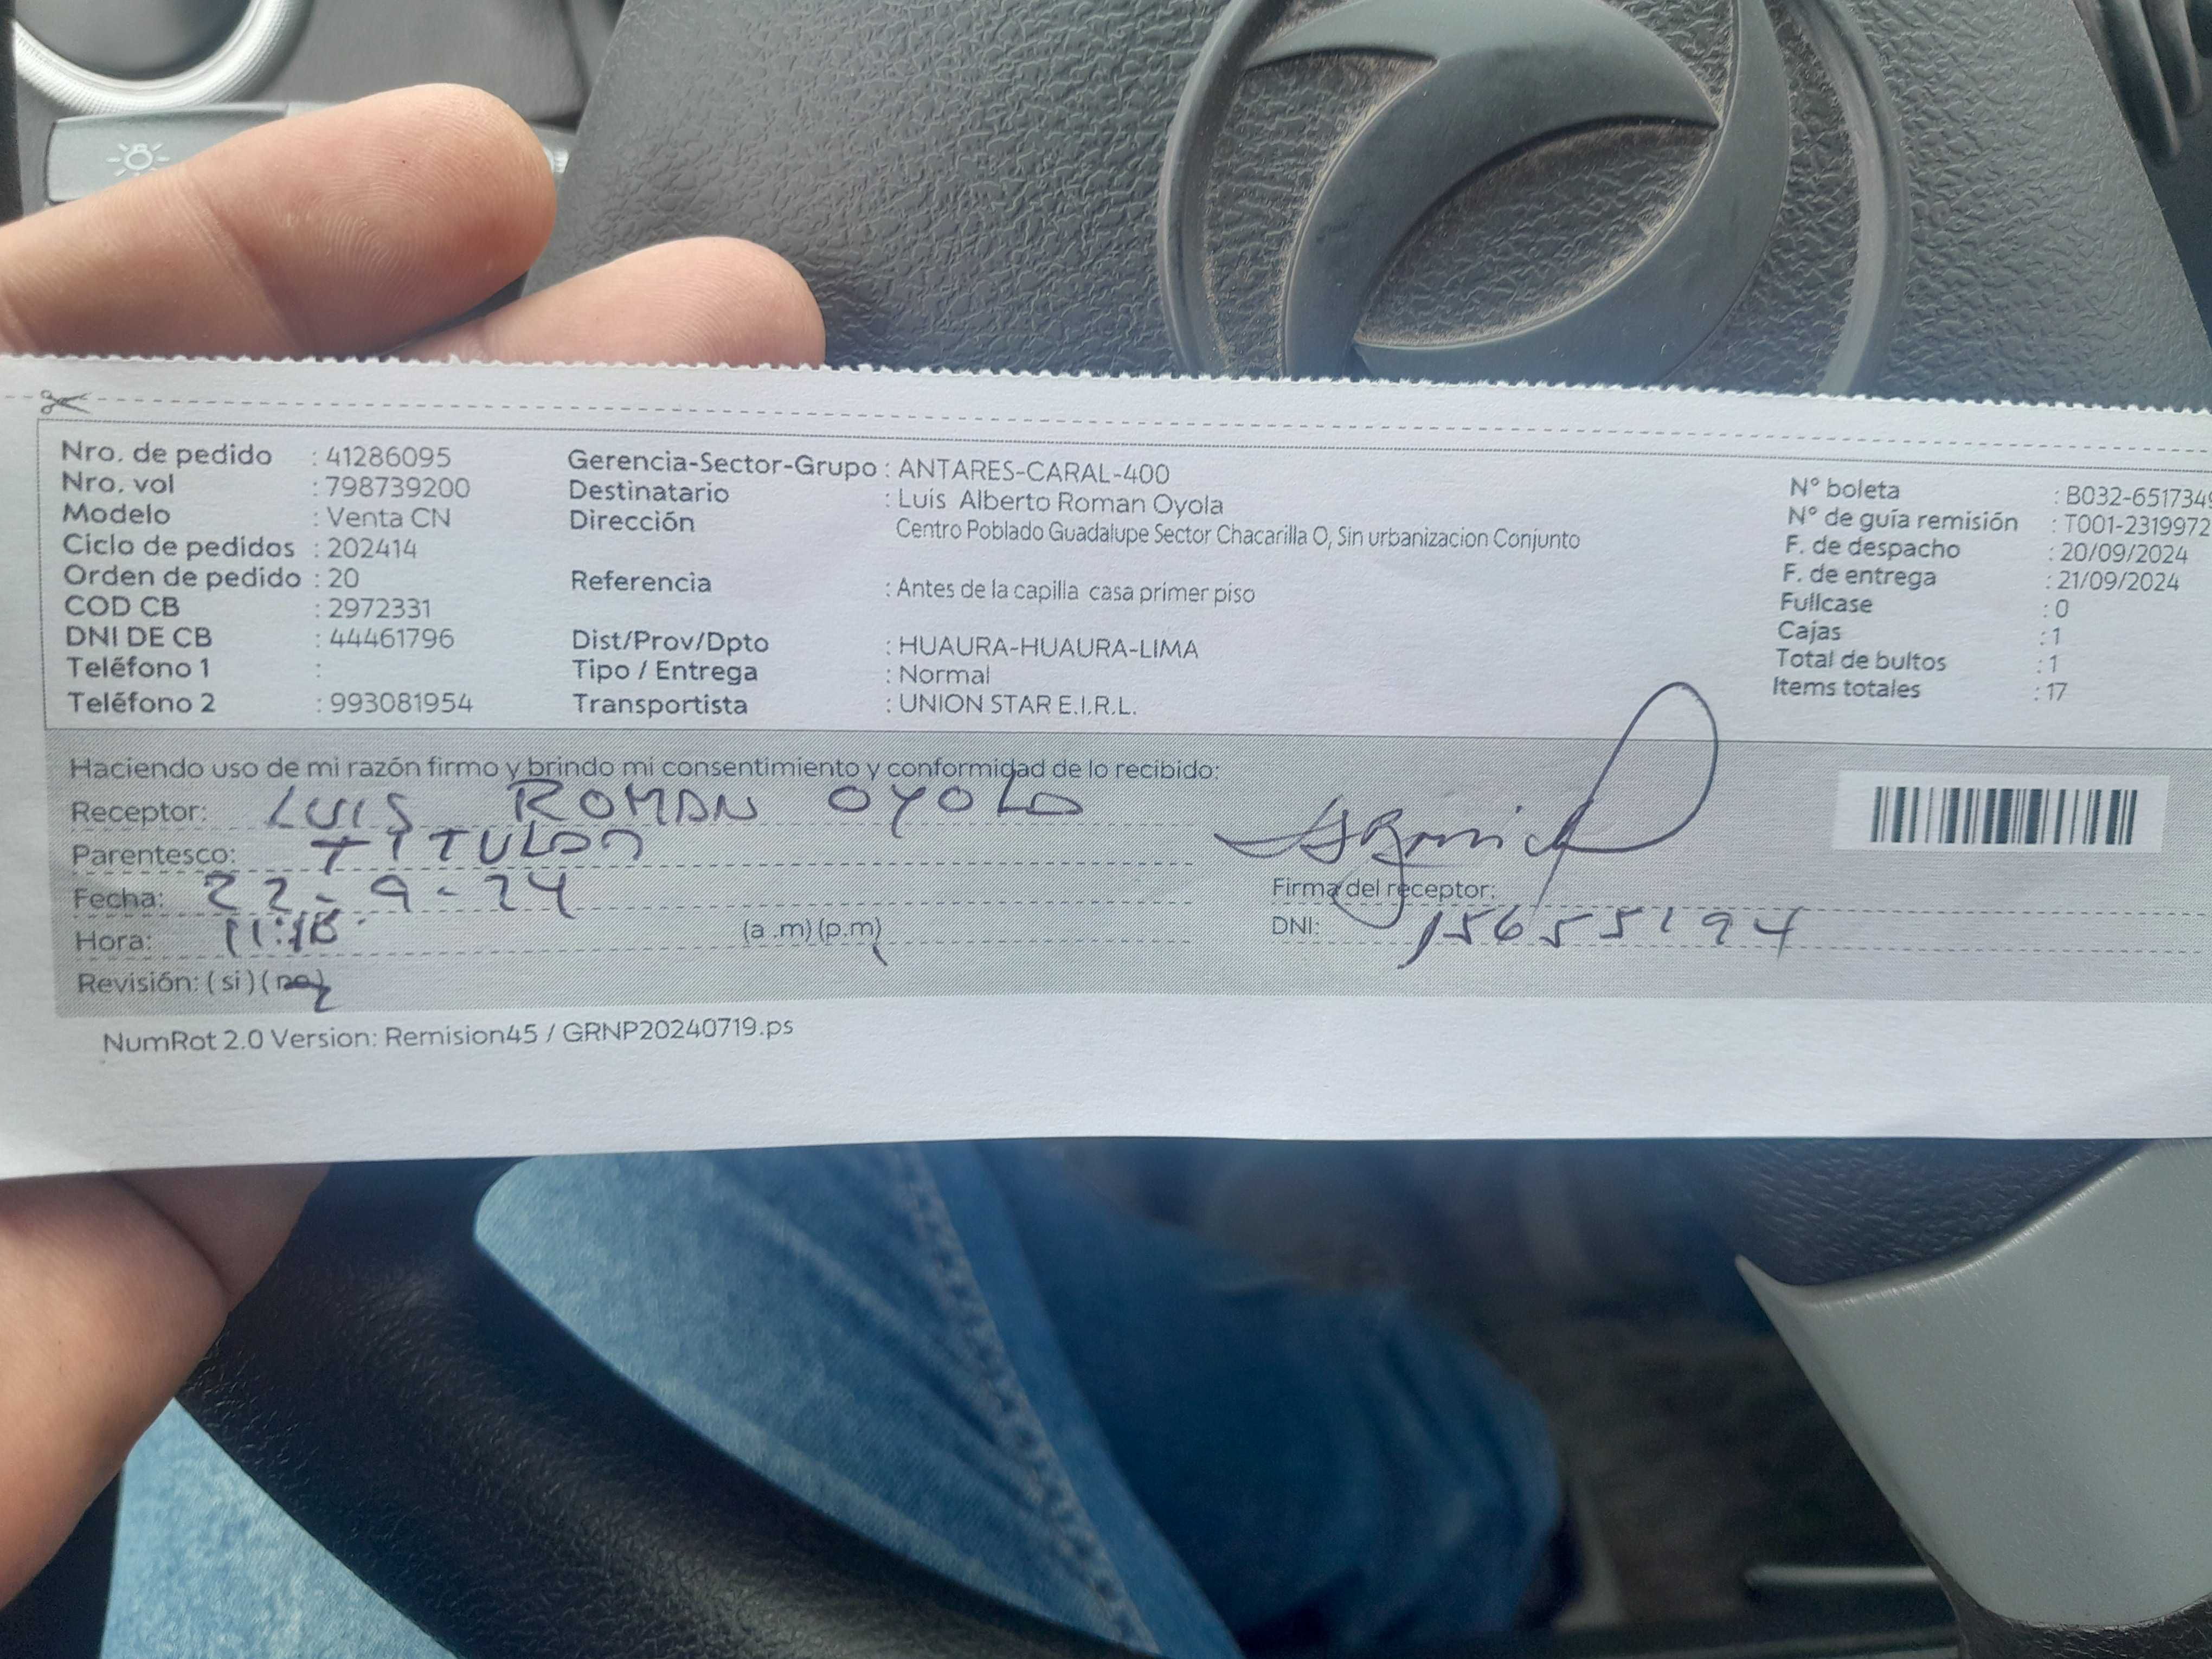 Nro. de pedido : 41286095
Nro. vol : 798739200
Modelo : Venta CN
Ciclo de pedidos : 202414
Orden de pedido : 20
COD CB : 2972331
DNI DE CB : 44461796
Teléfono 1 :
Teléfono 2 : 993081954
Gerencia-Sector-Grupo : ANTARES-CARAL-400
Destinatario : Luis Alberto Roman Oyola
Dirección Centro Poblado Guadalupe Sector Chacarilla O, Sin urbanizacion Conjunto
Referencia : Antes de la capilla casa primer piso
Dist/Prov/Dpto : HUAURA-HUAURA-LIMA
Tipo / Entrega : Normal
Transportista : UNION STAR E.I.R.L.
N° boleta : B032-6517349
N° de guía remisión : T001-2319972
F. de despacho : 20/09/2024
F. de entrega : 21/09/2024
Fullcase : 0
Cajas : 1
Total de bultos : 1
Items totales : 17
Haciendo uso de mi razón firmo y brindo mi consentimiento y conformidad de lo recibido:
Receptor: LUIS ROMAN OYOLA
Parentesco: TITULAR
Fecha: 22-9-24
Hora: 11:18 (a .m) (p.m)
Revisión: ( si ) ( no )
Firma del receptor:
DNI: 15655194
NumRot 2.0 Version: Remision45 / GRNP20240719.ps